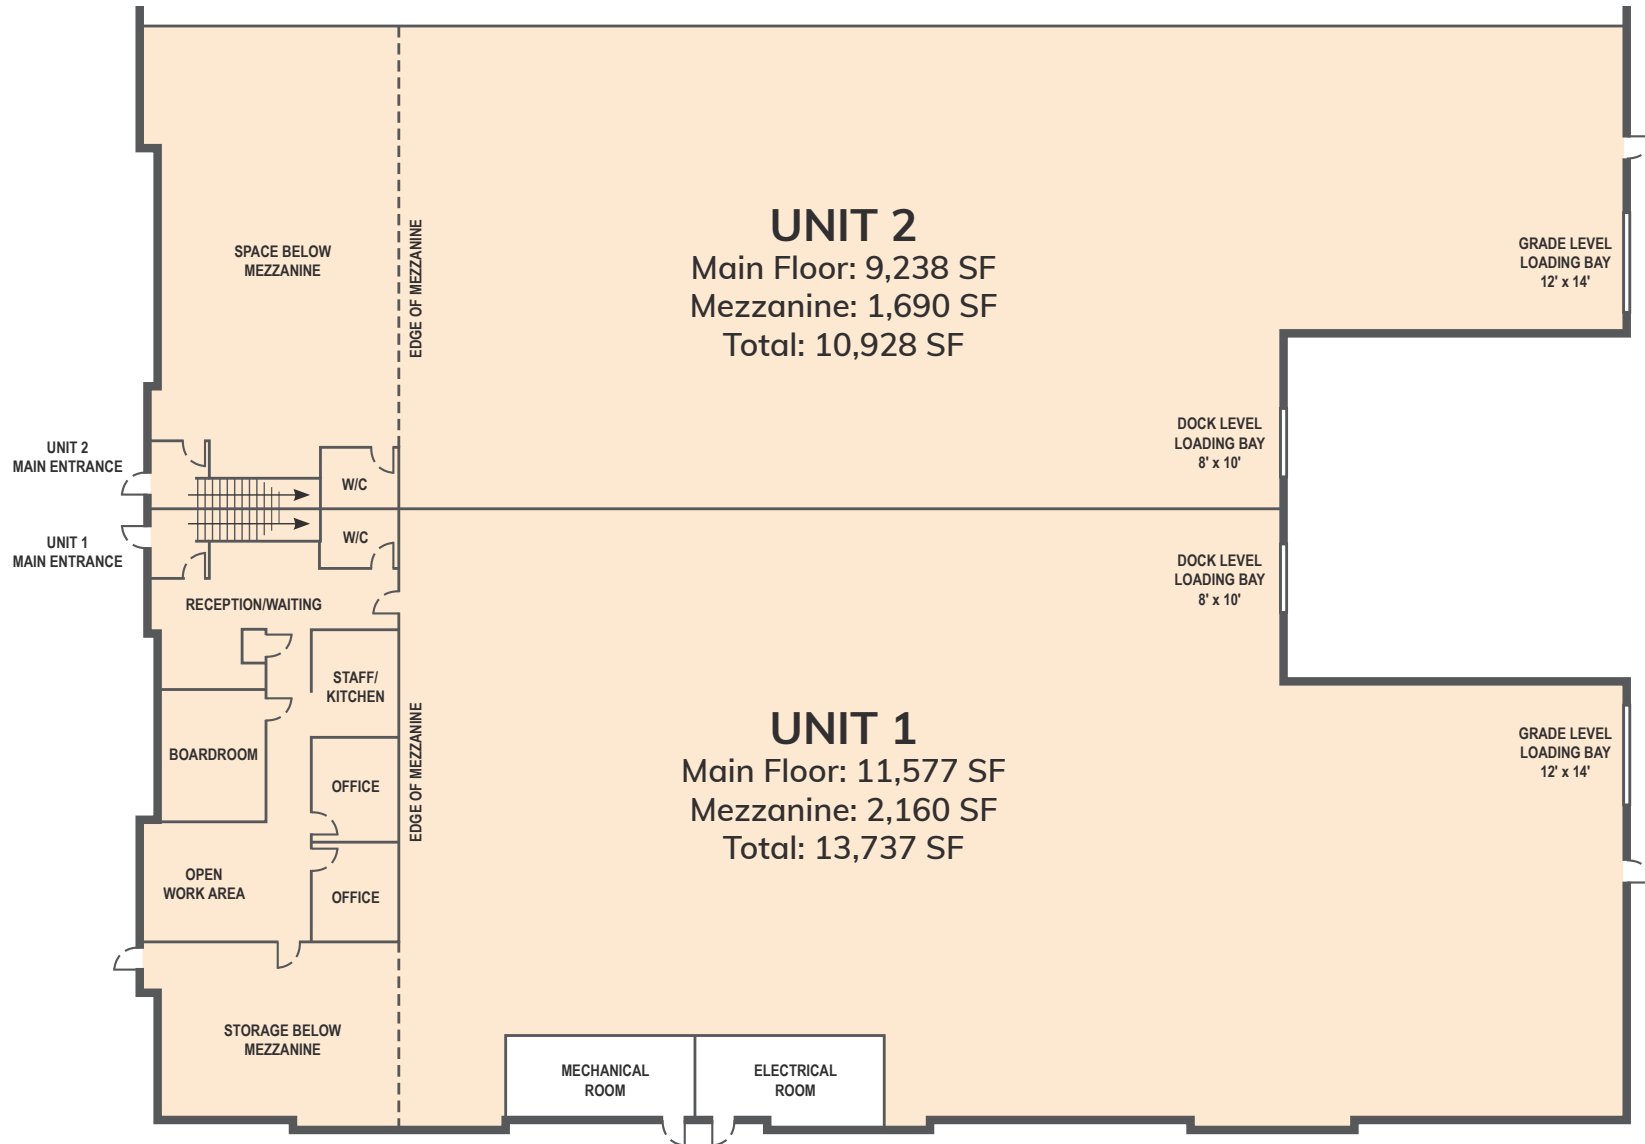 UNIT 2
Main Floor: 9,238 SF
Mezzanine: 1,690 SF
Total: 10,928 SF
SPACE BELOW
MEZZANINE
EDGE OF MEZZANINE
GRADE LEVEL
LOADING BAY
12' x 14'
DOCK LEVEL
LOADING BAY
8' x 10'
UNIT 2
MAIN ENTRANCE
W/C
W/C
UNIT 1
MAIN ENTRANCE
DOCK LEVEL
LOADING BAY
8' x 10'
RECEPTION/WAITING
STAFF/
KITCHEN
EDGE OF MEZZANINE
UNIT 1
Main Floor: 11,577 SF
Mezzanine: 2,160 SF
Total: 13,737 SF
GRADE LEVEL
LOADING BAY
12' x 14'
BOARDROOM
OFFICE
OPEN
WORK AREA
OFFICE
STORAGE BELOW
MEZZANINE
MECHANICAL
ROOM
ELECTRICAL
ROOM